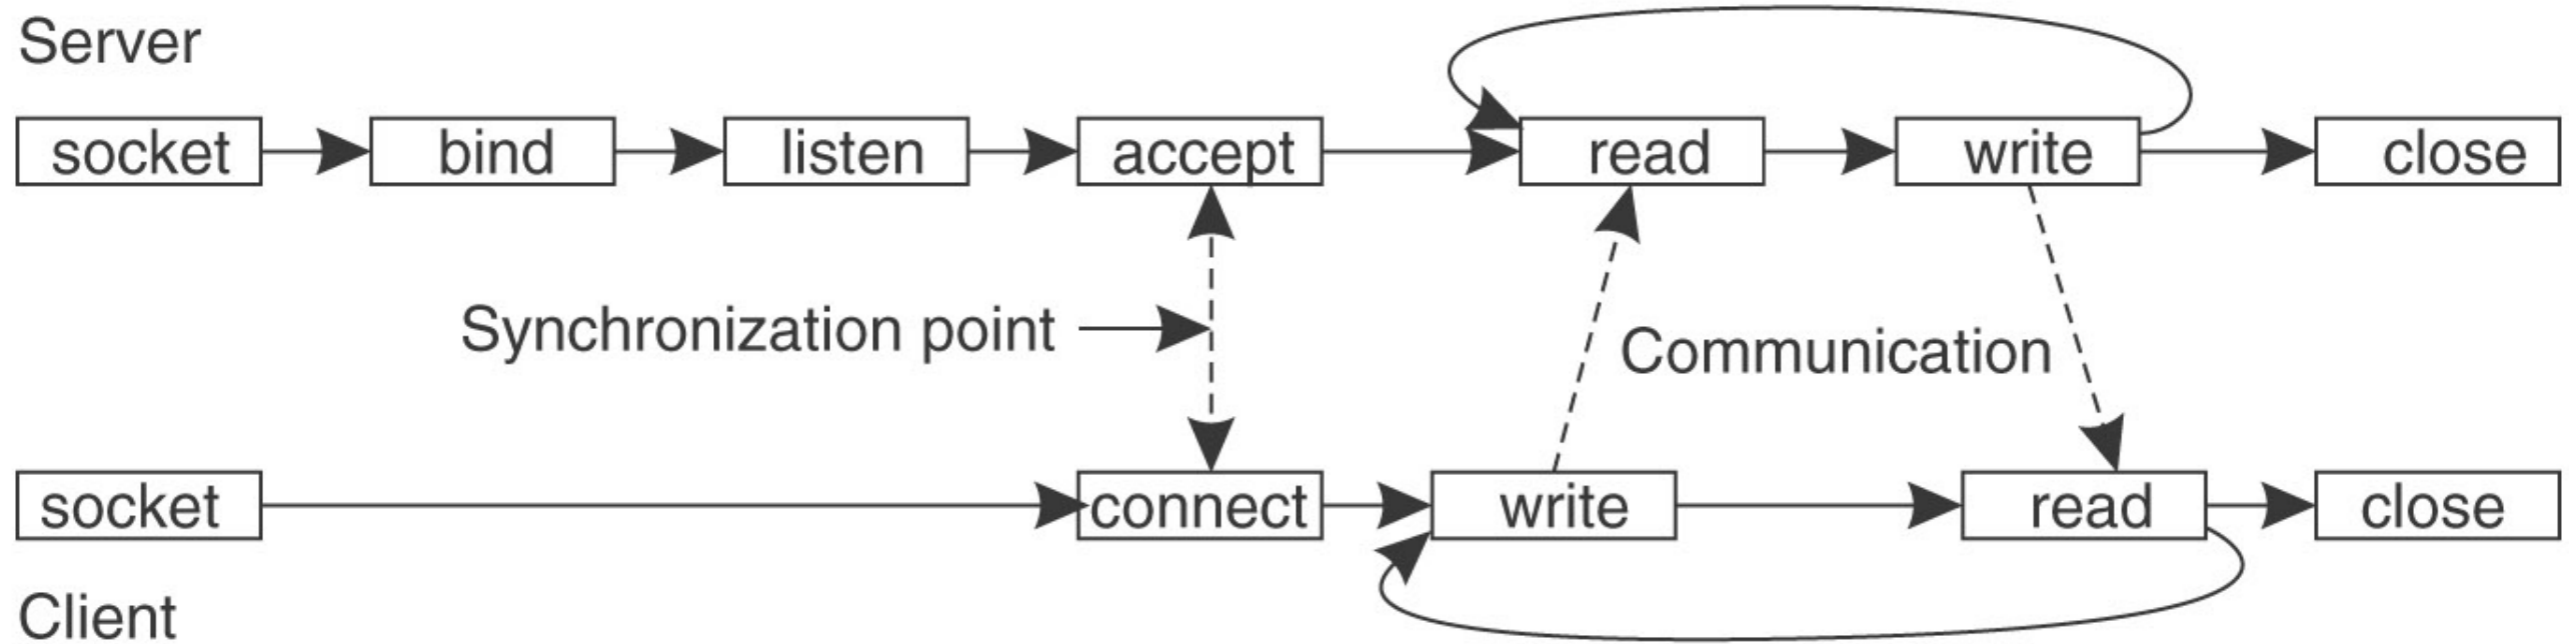 Server
socket bind listen accept read write close
Synchronization point
Communication
socket connect write read close
Client